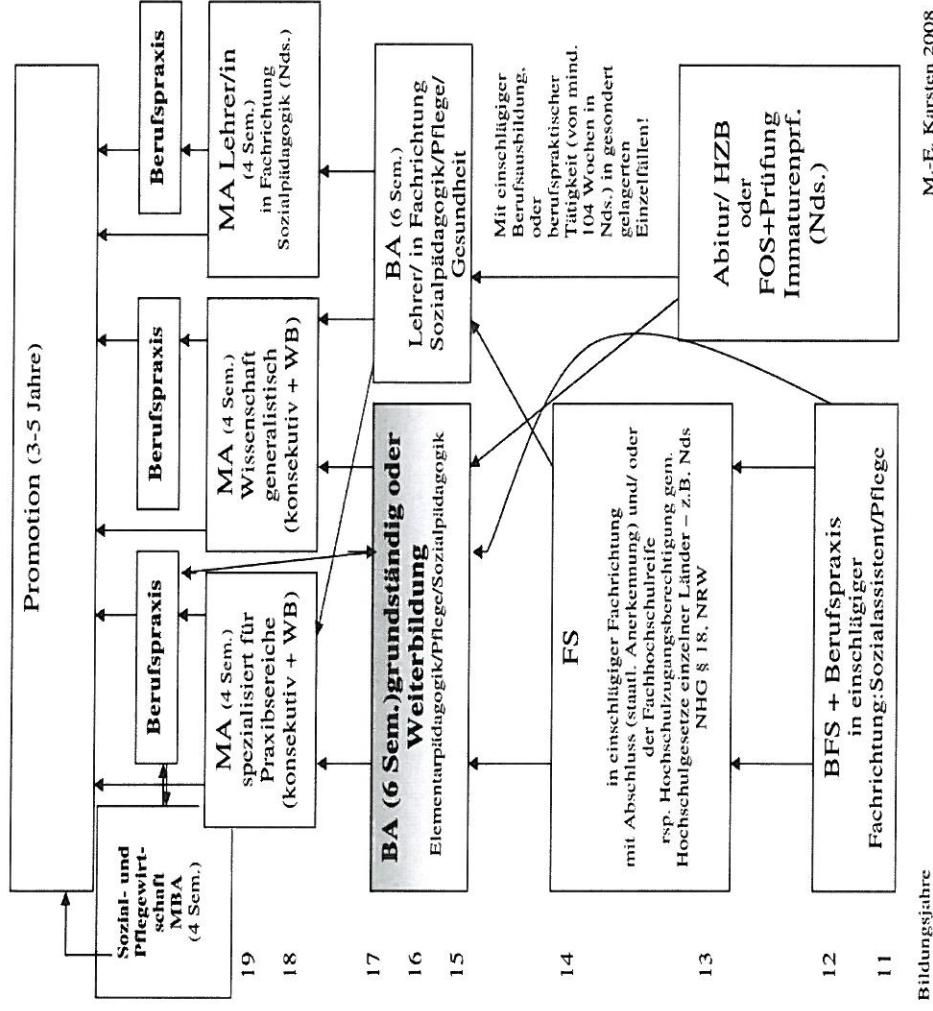 Promotion (3-5 Jahre)
Sozial- und
Pflegewirt-
schaft
MBA
(4 Sem.)
Berufspraxis
Berufspraxis
Berufspraxis
MA (4 Sem.)
spezialisiert für
Praxibsereiche
(konsekutiv + WB)
MA (4 Sem.)
Wissenschaft
generalistisch
(konsekutiv + WB)
MA Lehrer/in
(4 Sem.)
in Fachrichtung
Sozialpädagogik (Nds.)
19
18
17
16
15
BA (6 Sem.)grundständig oder
Weiterbildung
Elementarpädagogik/Pflege/Sozialpädagogik
BA (6 Sem.)
Lehrer/ in Fachrichtung
Sozialpädagogik/Pflege/
Gesundheit
Mit einschlägiger
Berufsausbildung,
oder
berufspraktischer
Tätigkeit (von mind.
104 Wochen in
Nds.) in gesondert
gelagerten
Einzelfällen!
14
13
FS
in einschlägiger Fachrichtung
mit Abschluss (staatl. Anerkennung) und/ oder
der Fachhochschulreife
rsp. Hochschulzugangsberechtigung gem.
Hochschulgesetze einzelner Länder – z.B. Nds
NHG § 18, NRW
Abitur/ HZB
oder
FOS+Prüfung
Immaturenprf.
(Nds.)
12
11
BFS + Berufspraxis
in einschlägiger
Fachrichtung:Sozialassistent/Pflege
Bildungsjahre
M.-E. Karsten 2008